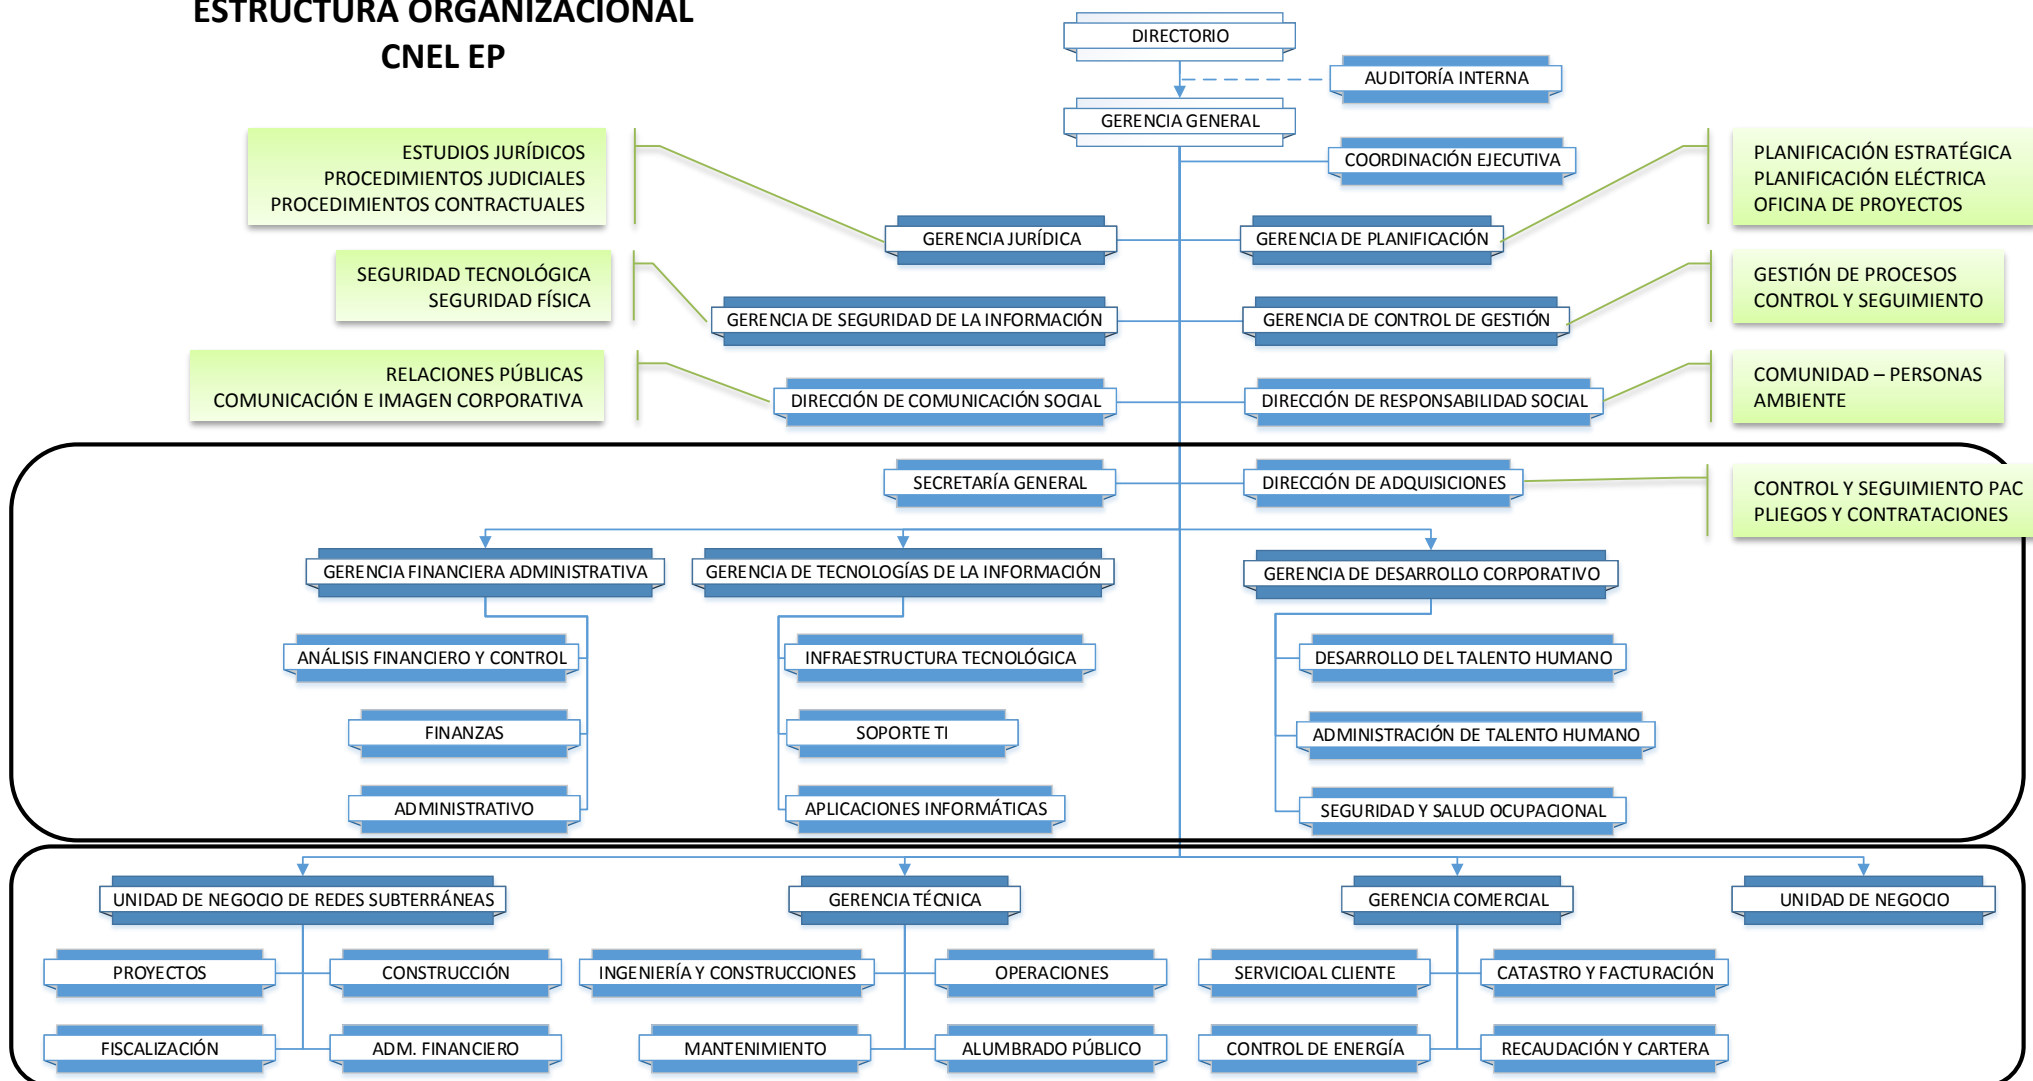 ESTRUCTURA ORGANIZACIONAL
CNEL EP
DIRECTORIO
AUDITORÍA INTERNA
GERENCIA GENERAL
COORDINACIÓN EJECUTIVA
ESTUDIOS JURÍDICOS
PROCEDIMIENTOS JUDICIALES
PROCEDIMIENTOS CONTRACTUALES
GERENCIA JURÍDICA
GERENCIA DE PLANIFICACIÓN
PLANIFICACIÓN ESTRATÉGICA
PLANIFICACIÓN ELÉCTRICA
OFICINA DE PROYECTOS
SEGURIDAD TECNOLÓGICA
SEGURIDAD FÍSICA
GERENCIA DE SEGURIDAD DE LA INFORMACIÓN
GERENCIA DE CONTROL DE GESTIÓN
GESTIÓN DE PROCESOS
CONTROL Y SEGUIMIENTO
RELACIONES PÚBLICAS
COMUNICACIÓN E IMAGEN CORPORATIVA
DIRECCIÓN DE COMUNICACIÓN SOCIAL
DIRECCIÓN DE RESPONSABILIDAD SOCIAL
COMUNIDAD – PERSONAS
AMBIENTE
SECRETARÍA GENERAL
DIRECCIÓN DE ADQUISICIONES
CONTROL Y SEGUIMIENTO PAC
PLIEGOS Y CONTRATACIONES
GERENCIA FINANCIERA ADMINISTRATIVA
GERENCIA DE TECNOLOGÍAS DE LA INFORMACIÓN
GERENCIA DE DESARROLLO CORPORATIVO
ANÁLISIS FINANCIERO Y CONTROL
INFRAESTRUCTURA TECNOLÓGICA
DESARROLLO DEL TALENTO HUMANO
FINANZAS
SOPORTE TI
ADMINISTRACIÓN DE TALENTO HUMANO
ADMINISTRATIVO
APLICACIONES INFORMÁTICAS
SEGURIDAD Y SALUD OCUPACIONAL
UNIDAD DE NEGOCIO DE REDES SUBTERRÁNEAS
GERENCIA TÉCNICA
GERENCIA COMERCIAL
UNIDAD DE NEGOCIO
PROYECTOS
CONSTRUCCIÓN
INGENIERÍA Y CONSTRUCCIONES
OPERACIONES
SERVICIOAL CLIENTE
CATASTRO Y FACTURACIÓN
FISCALIZACIÓN
ADM. FINANCIERO
MANTENIMIENTO
ALUMBRADO PÚBLICO
CONTROL DE ENERGÍA
RECAUDACIÓN Y CARTERA